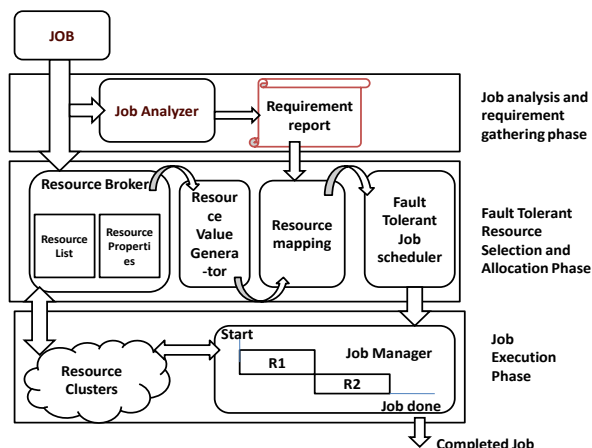 JOB
Job Analyzer
Requirement
report
Job analysis and
requirement
gathering phase
Resource Broker
Resource
List
Resource
Properti
es
Resour
ce
Value
Genera
-tor
Resource
mapping
Fault
Tolerant
Job
scheduler
Fault Tolerant
Resource
Selection and
Allocation Phase
Start
R1
Job Manager
R2
Job done
Resource
Clusters
Job
Execution
Phase
Completed Job